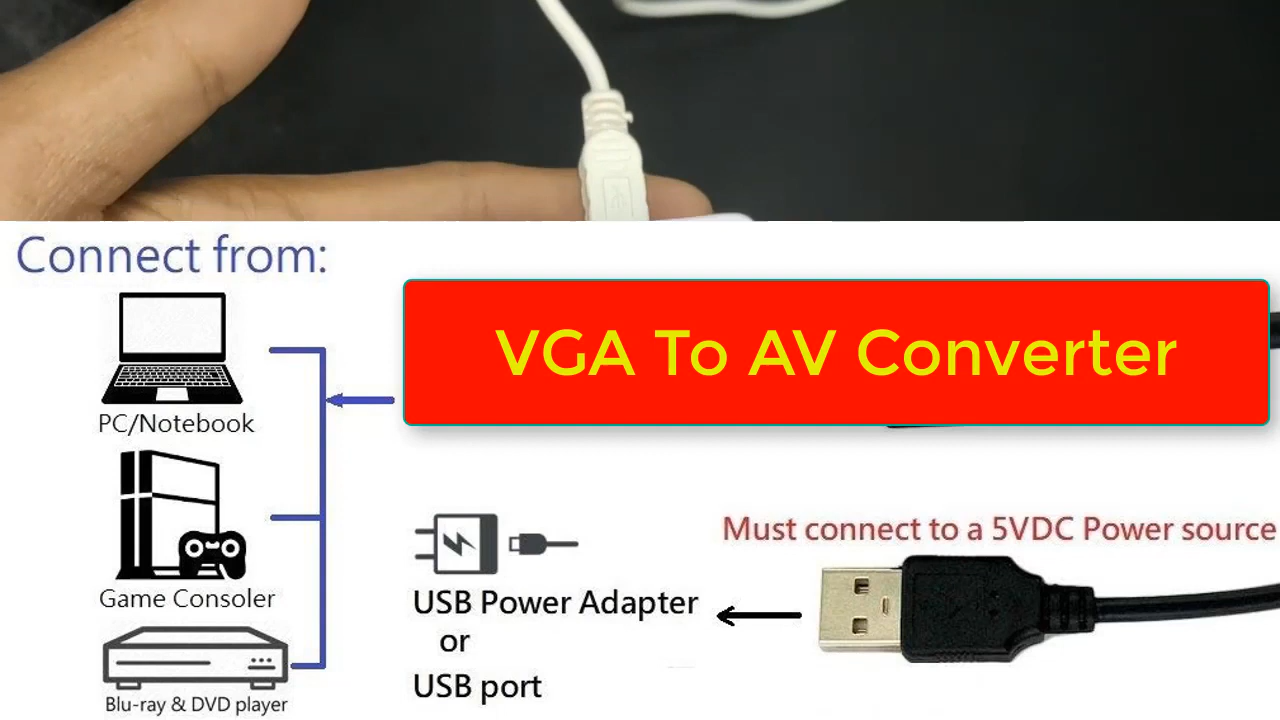 Connect from:
VGA To AV Converter
PC/Notebook
Game Consoler
Blu-ray & DVD player
Must connect to a 5VDC Power source
USB Power Adapter
or
USB port